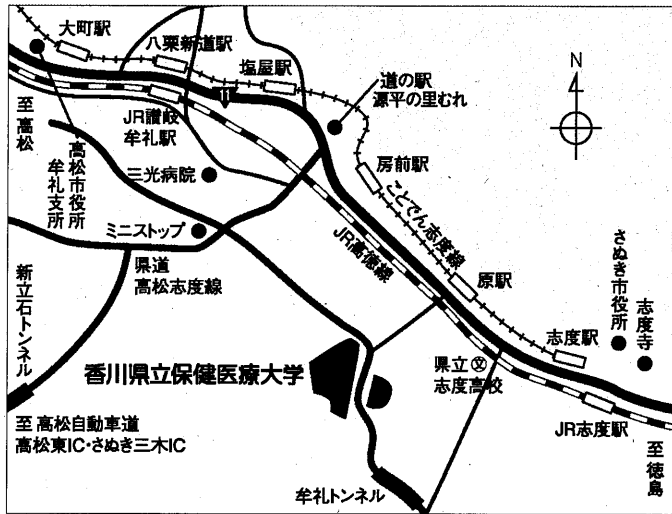 大町駅
八栗新道駅
塩屋駅
道の駅
源平の里むれ
N
至高松
高松市役所
牟礼支所
JR讃岐
牟礼駅
三光病院
房前駅
ことでん志度線
JR高徳線
ミニストップ
県道
高松志度線
原駅
さぬき市役所
志度寺
新立石トンネル
志度駅
県立文
志度高校
香川県立保健医療大学
JR志度駅
至 高松自動車道
高松東IC・さぬき三木IC
牟礼トンネル
至徳島